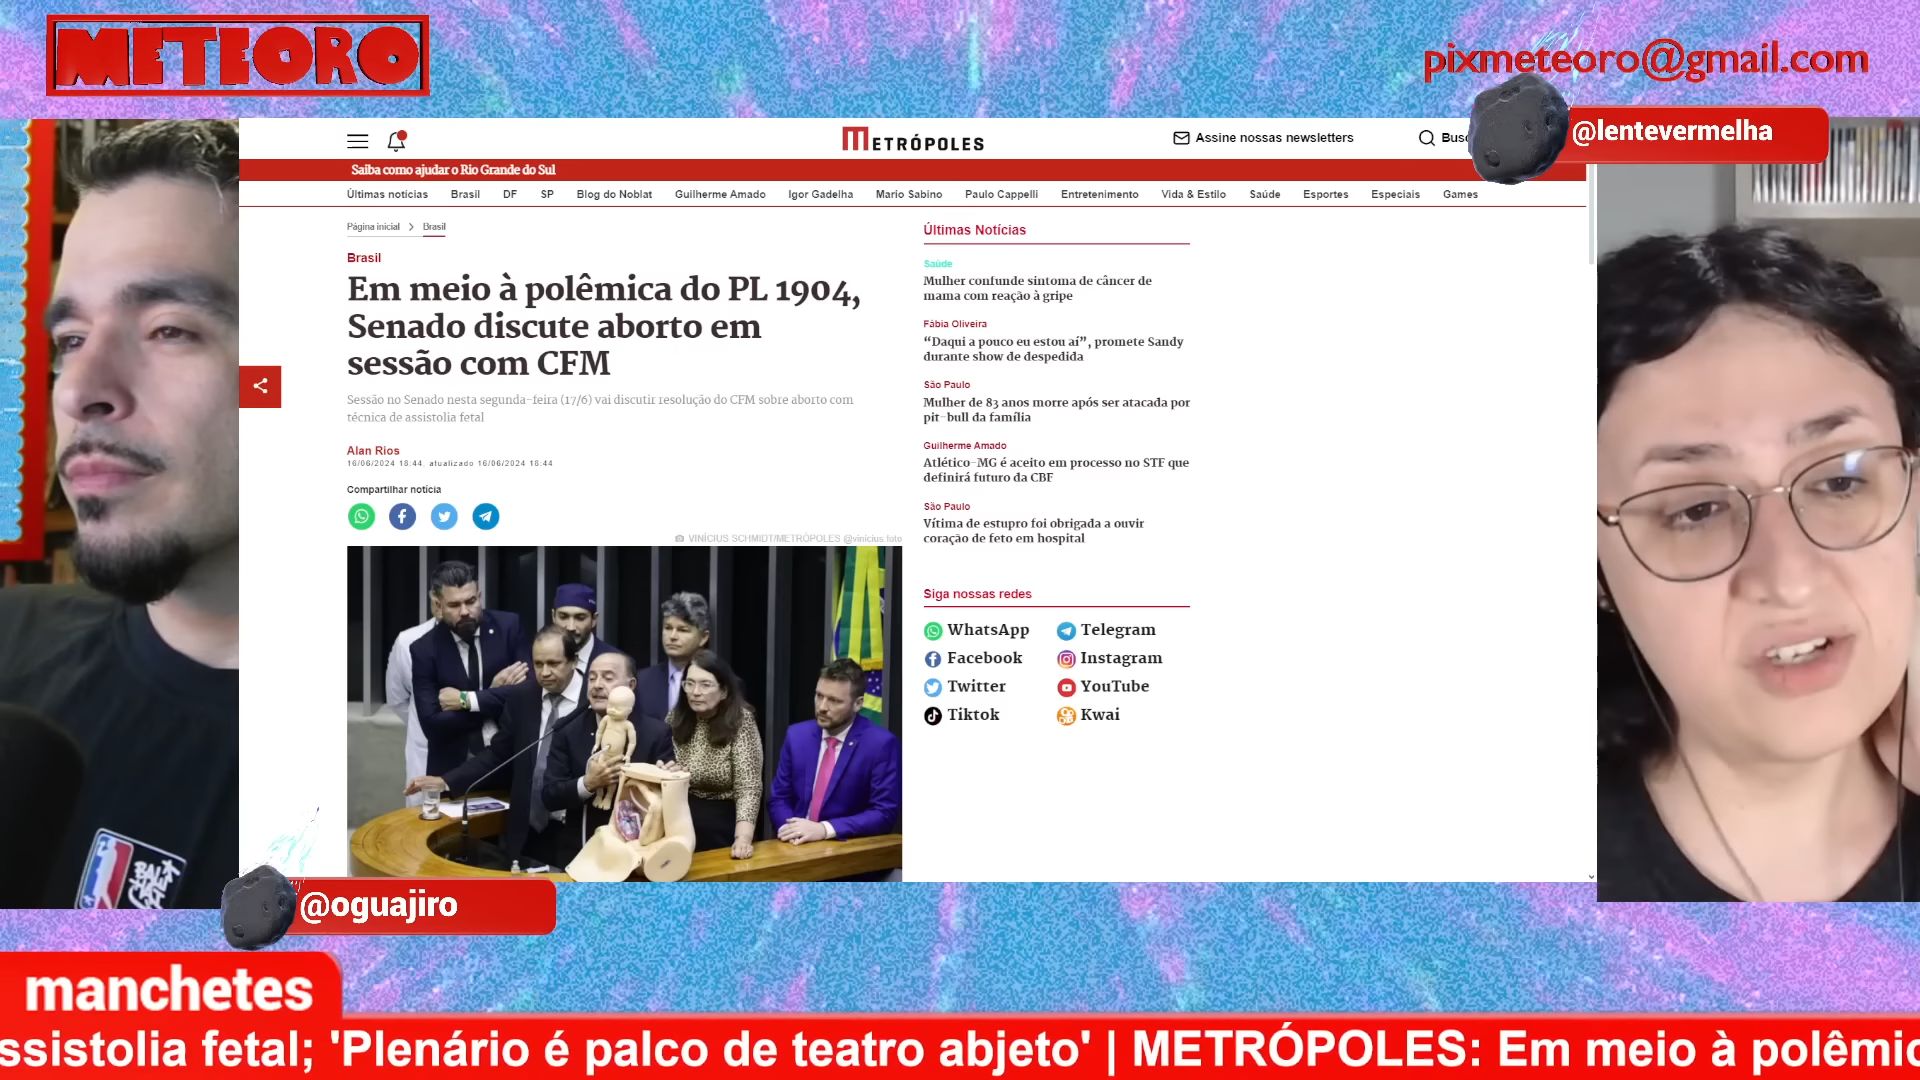 METEORO
pixmeteoro@gmail.com
@lentevermelha
METRÓPOLES
Assine nossas newsletters
Busc
Saiba como ajudar o Rio Grande do Sul
Últimas notícias Brasil DF SP Blog do Noblat Guilherme Amado Igor Gadelha Mario Sabino Paulo Cappelli Entretenimento Vida & Estilo Saúde Esportes Especiais Games
Página inicial Brasil
Brasil
Em meio à polêmica do PL 1904,
Senado discute aborto em
sessão com CFM
Sessão no Senado nesta segunda-feira (17/6) vai discutir resolução do CFM sobre aborto com
técnica de assistolia fetal
Alan Rios
16/06/2024 18:44, atualizado 16/06/2024 18:44
Compartilhar notícia
VINÍCIUS SCHMIDT/METRÓPOLES @vinicius.foto
Últimas Notícias
Saúde
Mulher confunde sintoma de câncer de
mama com reação à gripe
Fábia Oliveira
“Daqui a pouco eu estou aí”, promete Sandy
durante show de despedida
São Paulo
Mulher de 83 anos morre após ser atacada por
pit-bull da família
Guilherme Amado
Atlético-MG é aceito em processo no STF que
definirá futuro da CBF
São Paulo
Vítima de estupro foi obrigada a ouvir
coração de feto em hospital
Siga nossas redes
WhatsApp Telegram
Facebook Instagram
Twitter YouTube
Tiktok Kwai
@oguajiro
manchetes
ssistolia fetal; 'Plenário é palco de teatro abjeto' | METRÓPOLES: Em meio à polêmic